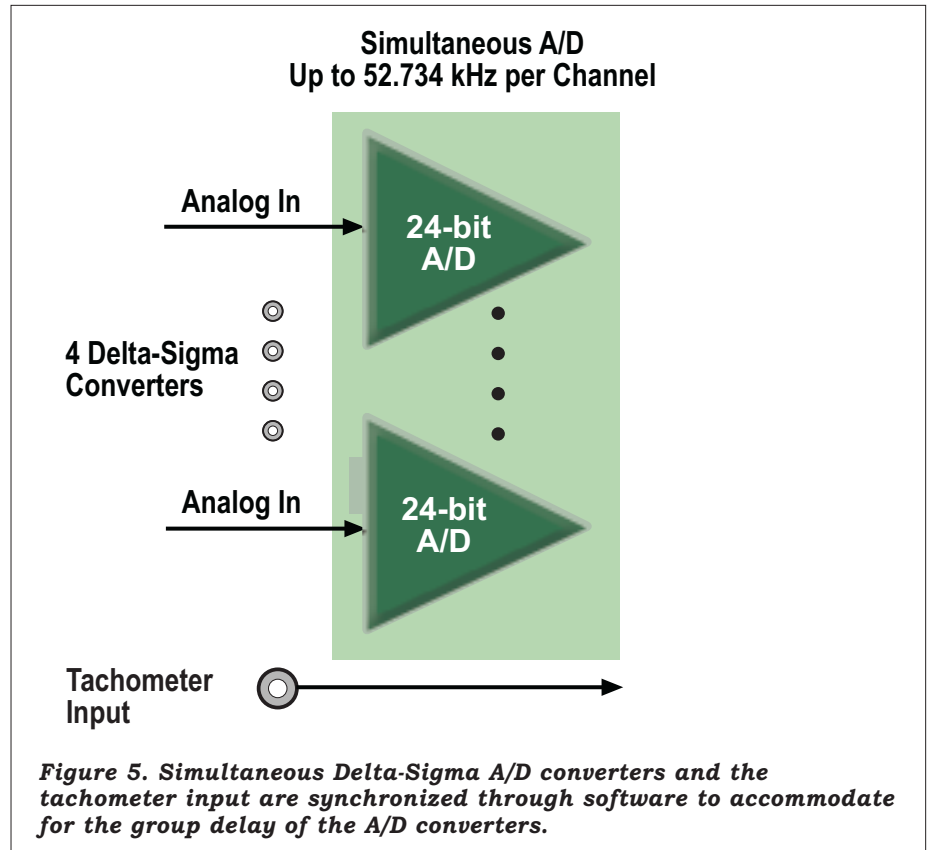 Simultaneous A/D
Up to 52.734 kHz per Channel
Analog In
24-bit
A/D
4 Delta-Sigma
Converters
Analog In
24-bit
A/D
Tachometer
Input
Figure 5. Simultaneous Delta-Sigma A/D converters and the
tachometer input are synchronized through software to accommodate
for the group delay of the A/D converters.